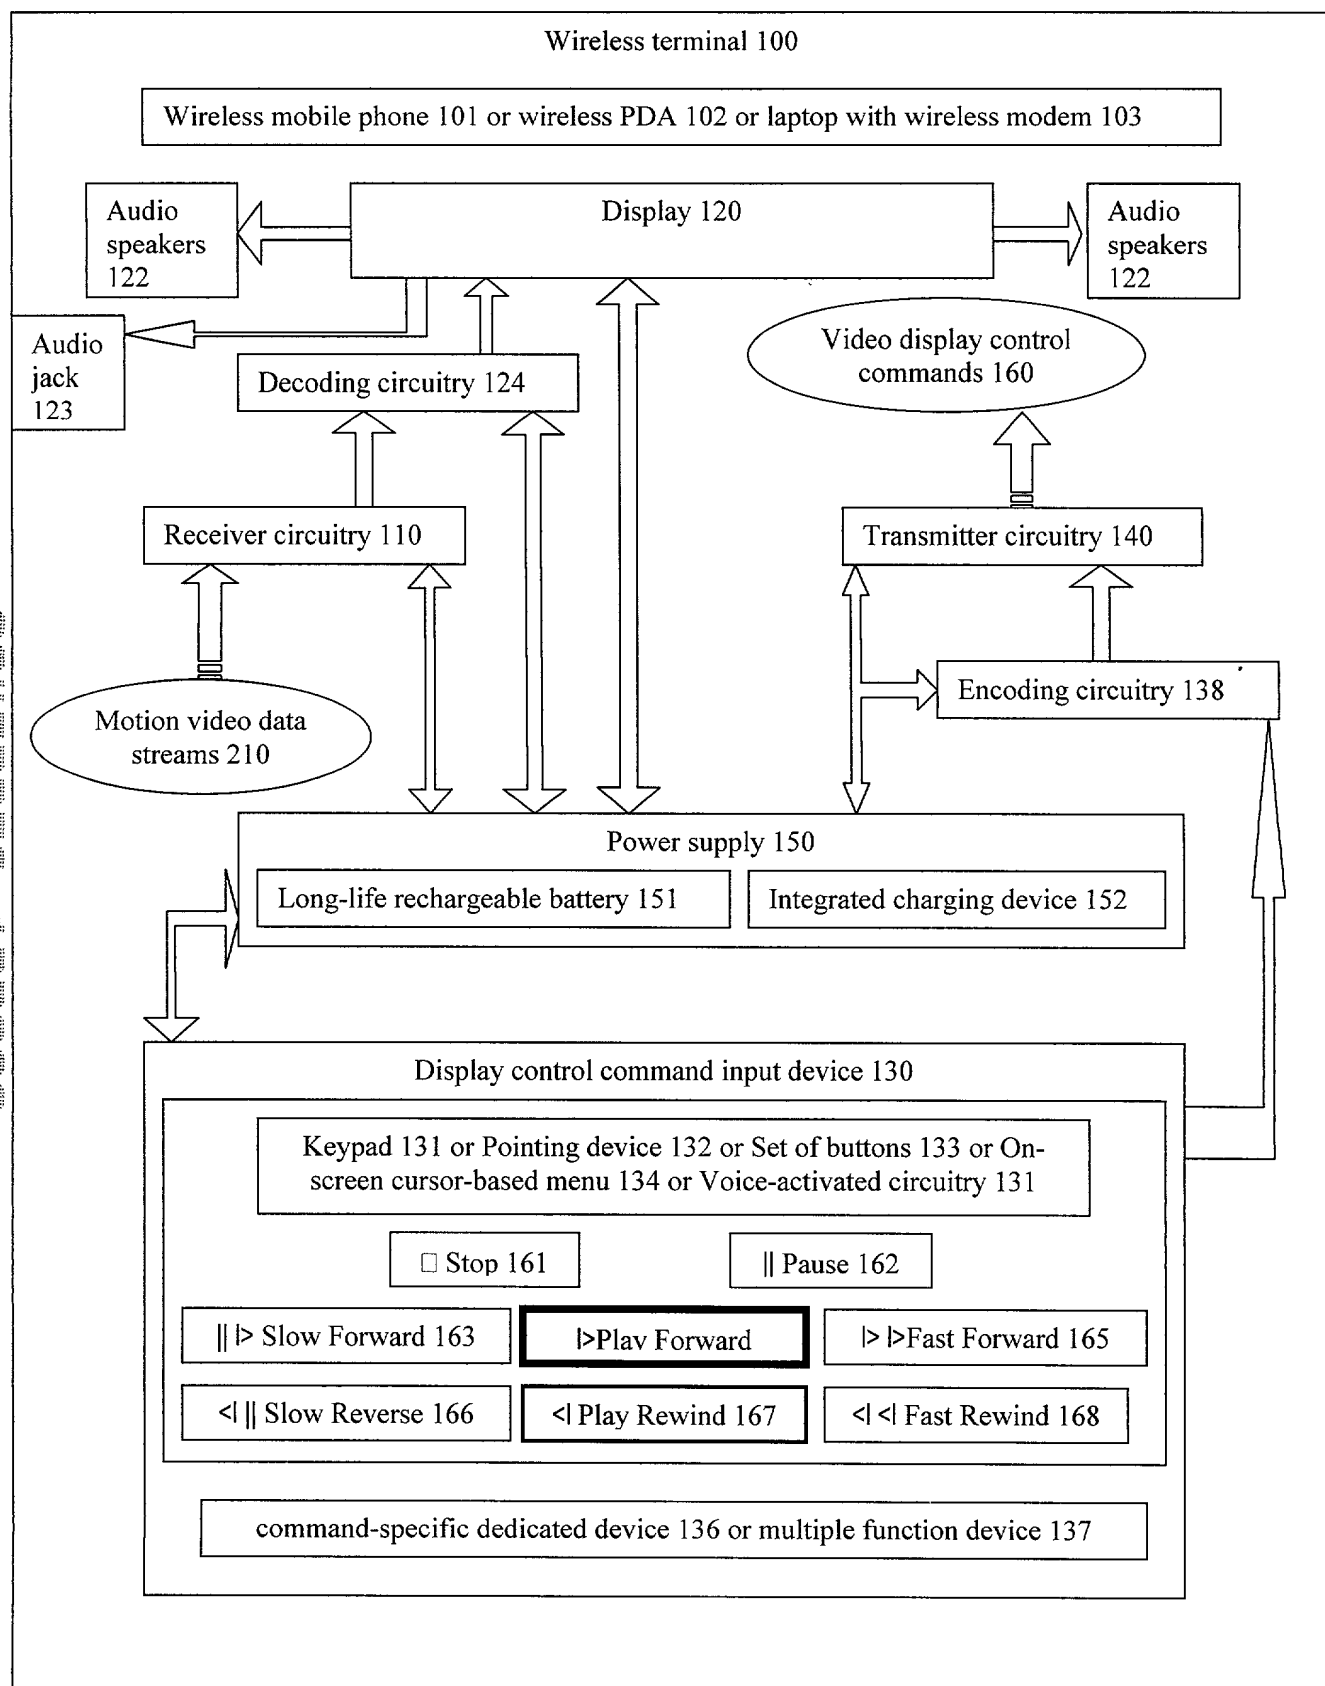 Wireless terminal 100
Wireless mobile phone 101 or wireless PDA 102 or laptop with wireless modem 103
Audio
speakers
122
Display 120
Audio
speakers
122
Audio
jack
123
Decoding circuitry 124
Video display control
commands 160
Receiver circuitry 110
Transmitter circuitry 140
Motion video data
streams 210
Encoding circuitry 138
Power supply 150
Long-life rechargeable battery 151
Integrated charging device 152
Display control command input device 130
Keypad 131 or Pointing device 132 or Set of buttons 133 or On-
screen cursor-based menu 134 or Voice-activated circuitry 131
□ Stop 161
|| Pause 162
|| |> Slow Forward 163
|>Plav Forward
|> |>Fast Forward 165
<| || Slow Reverse 166
<| Play Rewind 167
<| <| Fast Rewind 168
command-specific dedicated device 136 or multiple function device 137